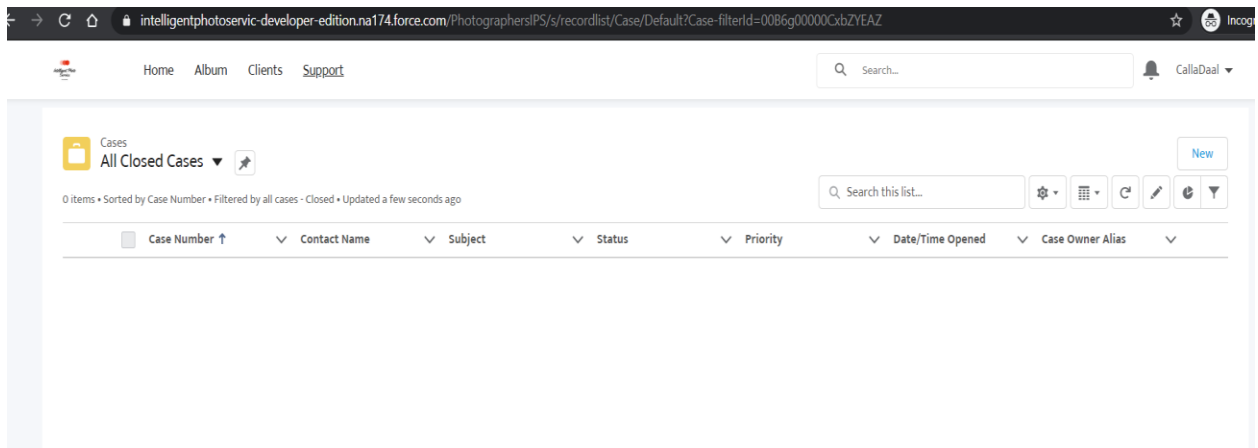 intelligentphotoservic-developer-edition.na174.force.com/PhotographersIPS/s/recordlist/Case/Default?Case-filterId=00B6g00000CxbZYEAZ
Incogn
Home Album Clients Support
Search...
CallaDaal
Cases
All Closed Cases
New
0 items • Sorted by Case Number • Filtered by all cases - Closed • Updated a few seconds ago
Search this list...
Case Number Contact Name Subject Status Priority Date/Time Opened Case Owner Alias